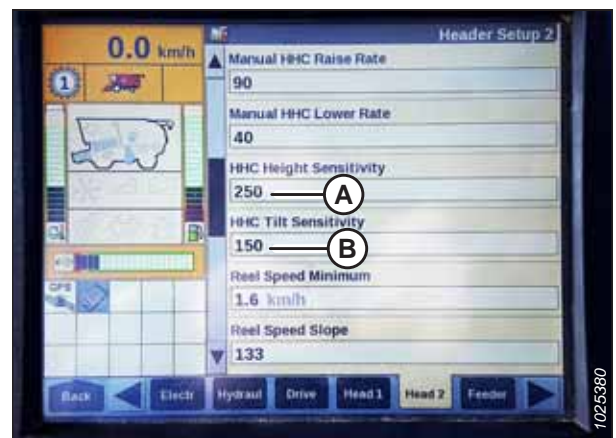 0.0 km/h
Header Setup 2
1
Manual HHC Raise Rate
90
Manual HHC Lower Rate
40
HHC Height Sensitivity
250
A
HHC Tilt Sensitivity
150
B
Reel Speed Minimum
1.6 km/h
Reel Speed Slope
133
GPS
Back
Electr
Hydraul
Drive
Head 1
Head 2
Feeder
1025380